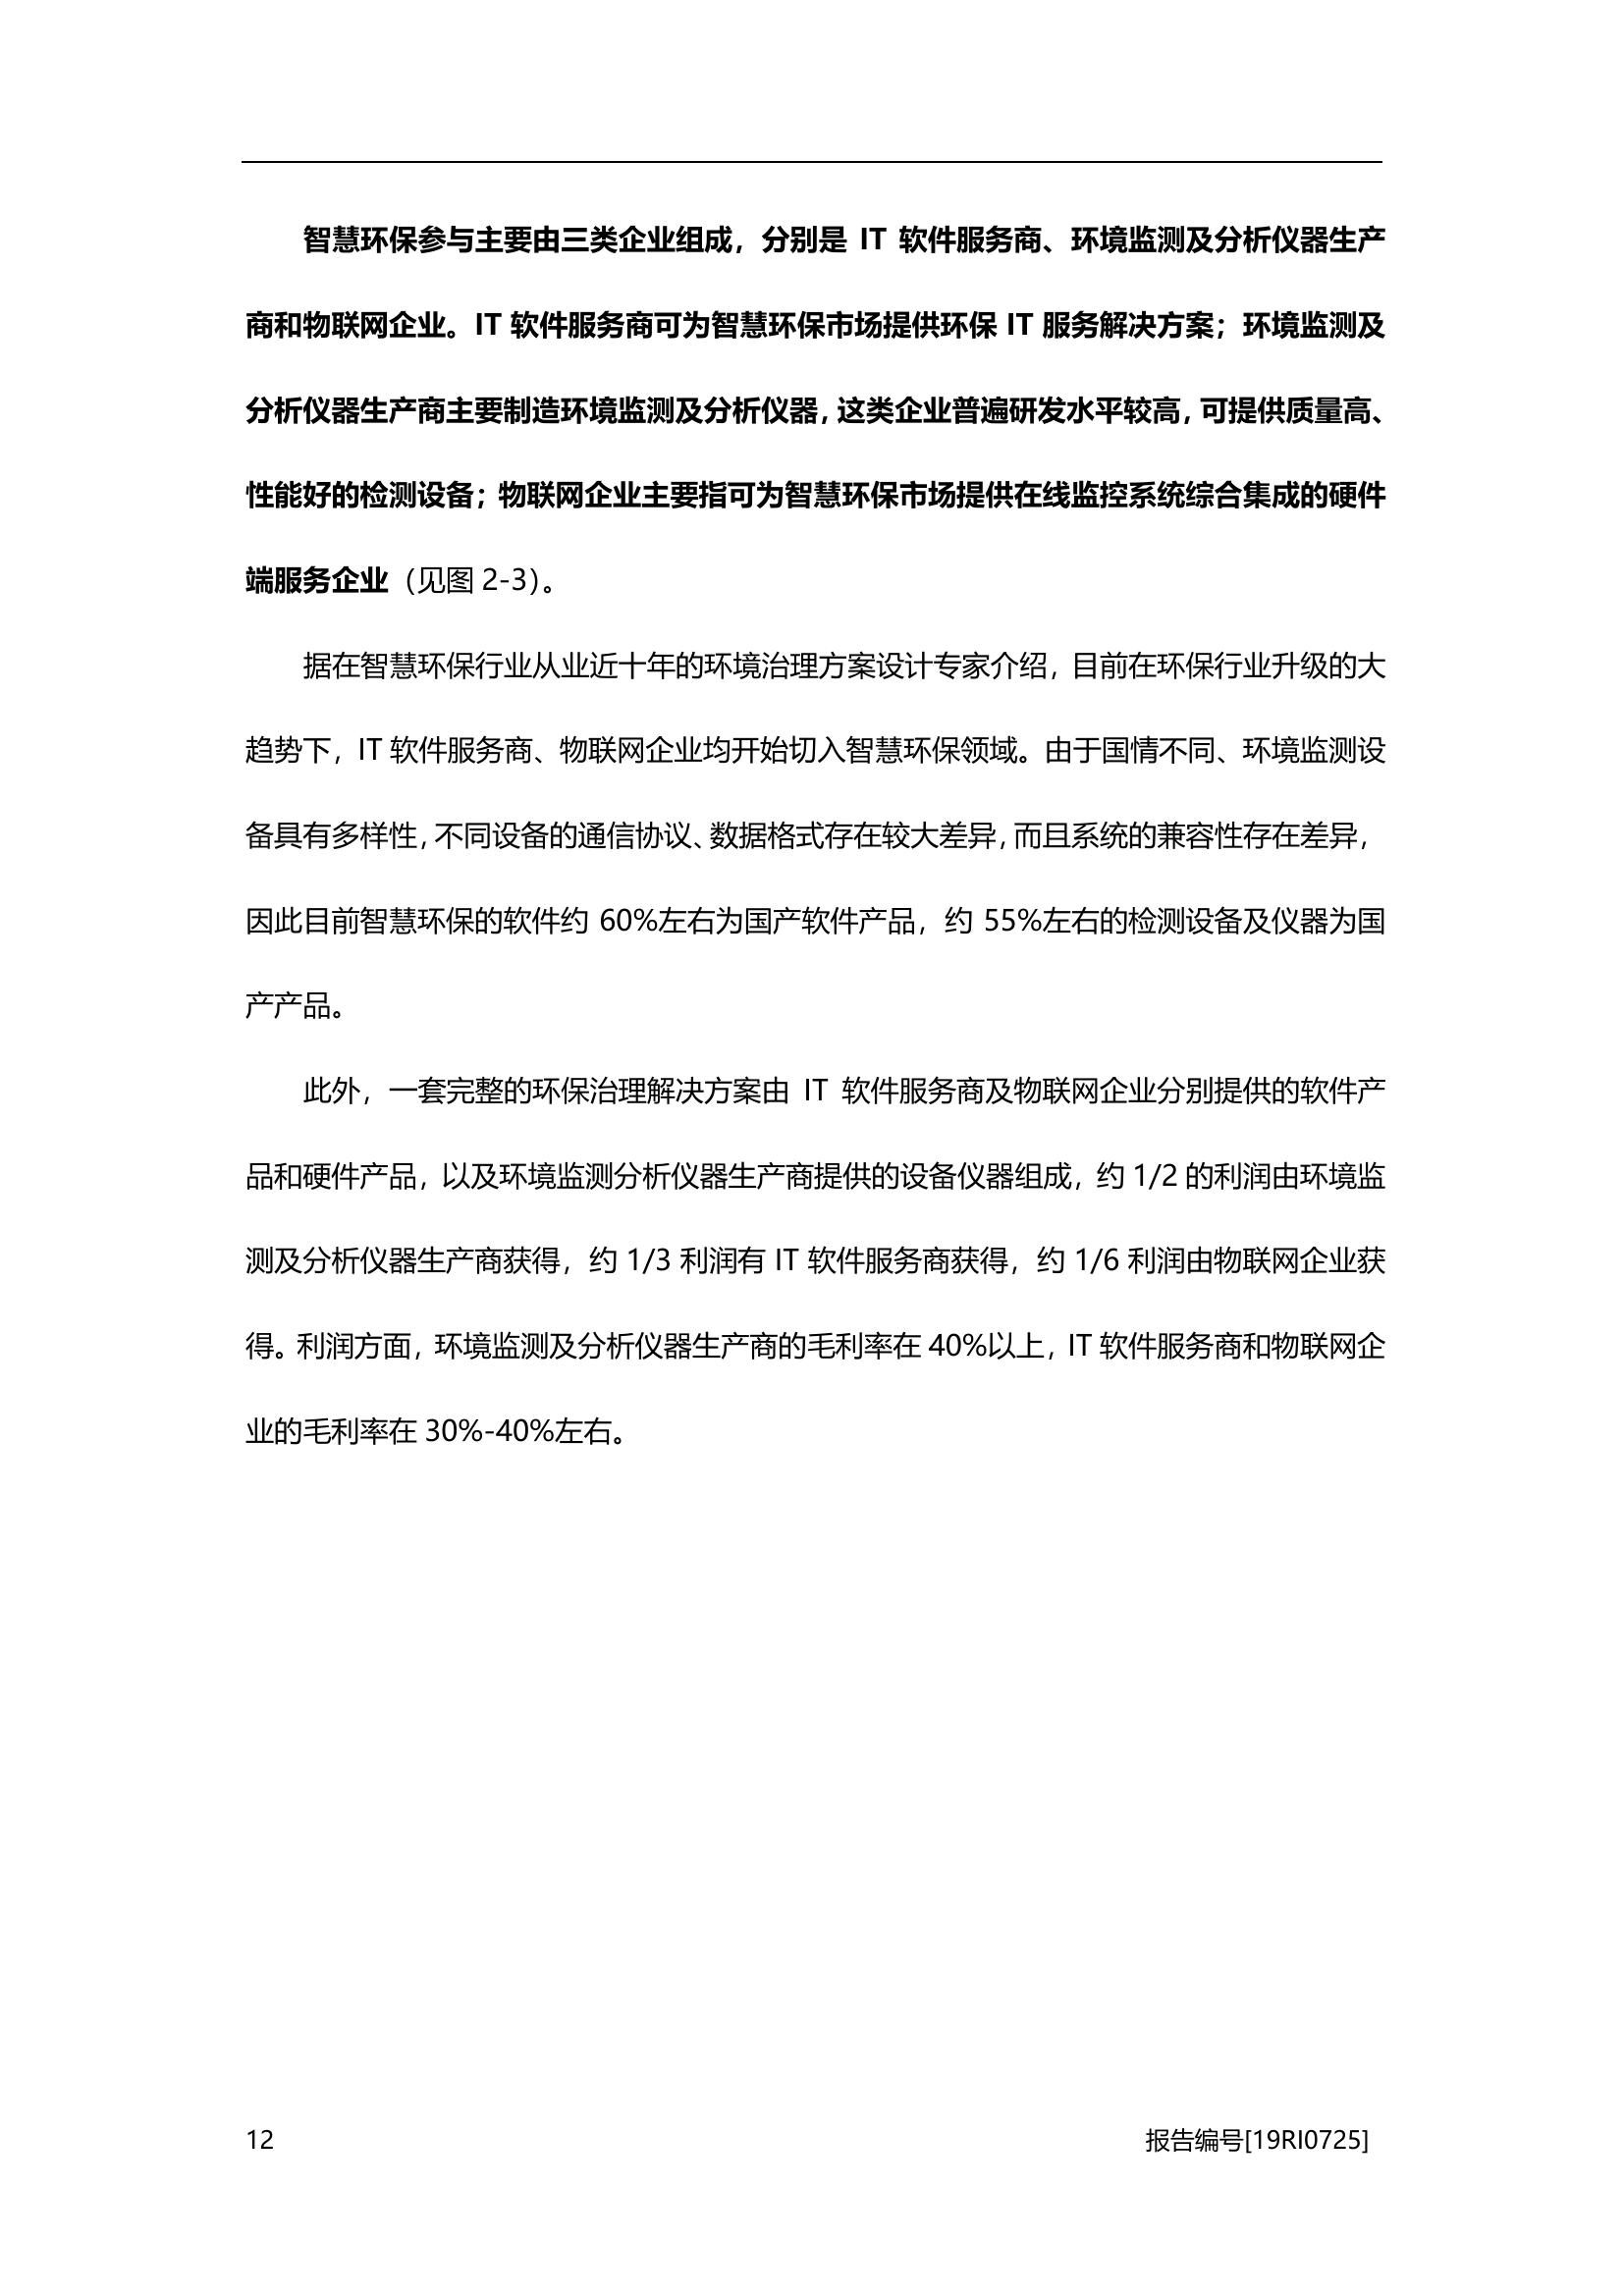 智慧环保参与主要由三类企业组成，分别是 IT 软件服务商、环境监测及分析仪器生产
商和物联网企业。IT 软件服务商可为智慧环保市场提供环保 IT 服务解决方案；环境监测及
分析仪器生产商主要制造环境监测及分析仪器，这类企业普遍研发水平较高，可提供质量高、
性能好的检测设备；物联网企业主要指可为智慧环保市场提供在线监控系统综合集成的硬件
端服务企业（见图 2-3）。
据在智慧环保行业从业近十年的环境治理方案设计专家介绍，目前在环保行业升级的大
趋势下，IT 软件服务商、物联网企业均开始切入智慧环保领域。由于国情不同、环境监测设
备具有多样性，不同设备的通信协议、数据格式存在较大差异，而且系统的兼容性存在差异，
因此目前智慧环保的软件约 60%左右为国产软件产品，约 55%左右的检测设备及仪器为国
产产品。
此外，一套完整的环保治理解决方案由 IT 软件服务商及物联网企业分别提供的软件产
品和硬件产品，以及环境监测分析仪器生产商提供的设备仪器组成，约 1/2 的利润由环境监
测及分析仪器生产商获得，约 1/3 利润有 IT 软件服务商获得，约 1/6 利润由物联网企业获
得。利润方面，环境监测及分析仪器生产商的毛利率在 40%以上，IT 软件服务商和物联网企
业的毛利率在 30%-40%左右。
12 报告编号[19RI0725]